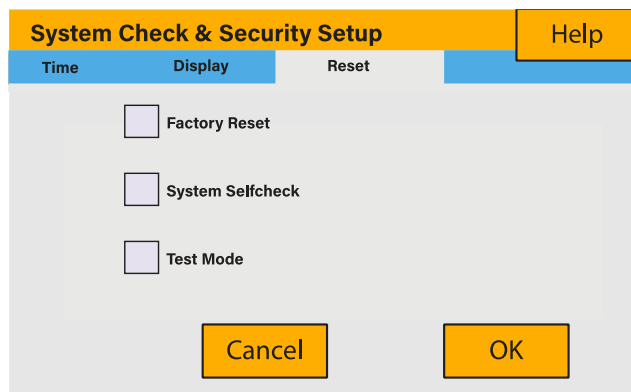 System Check & Security Setup Help
Time Display Reset
Factory Reset
System Selfcheck
Test Mode
Cancel OK